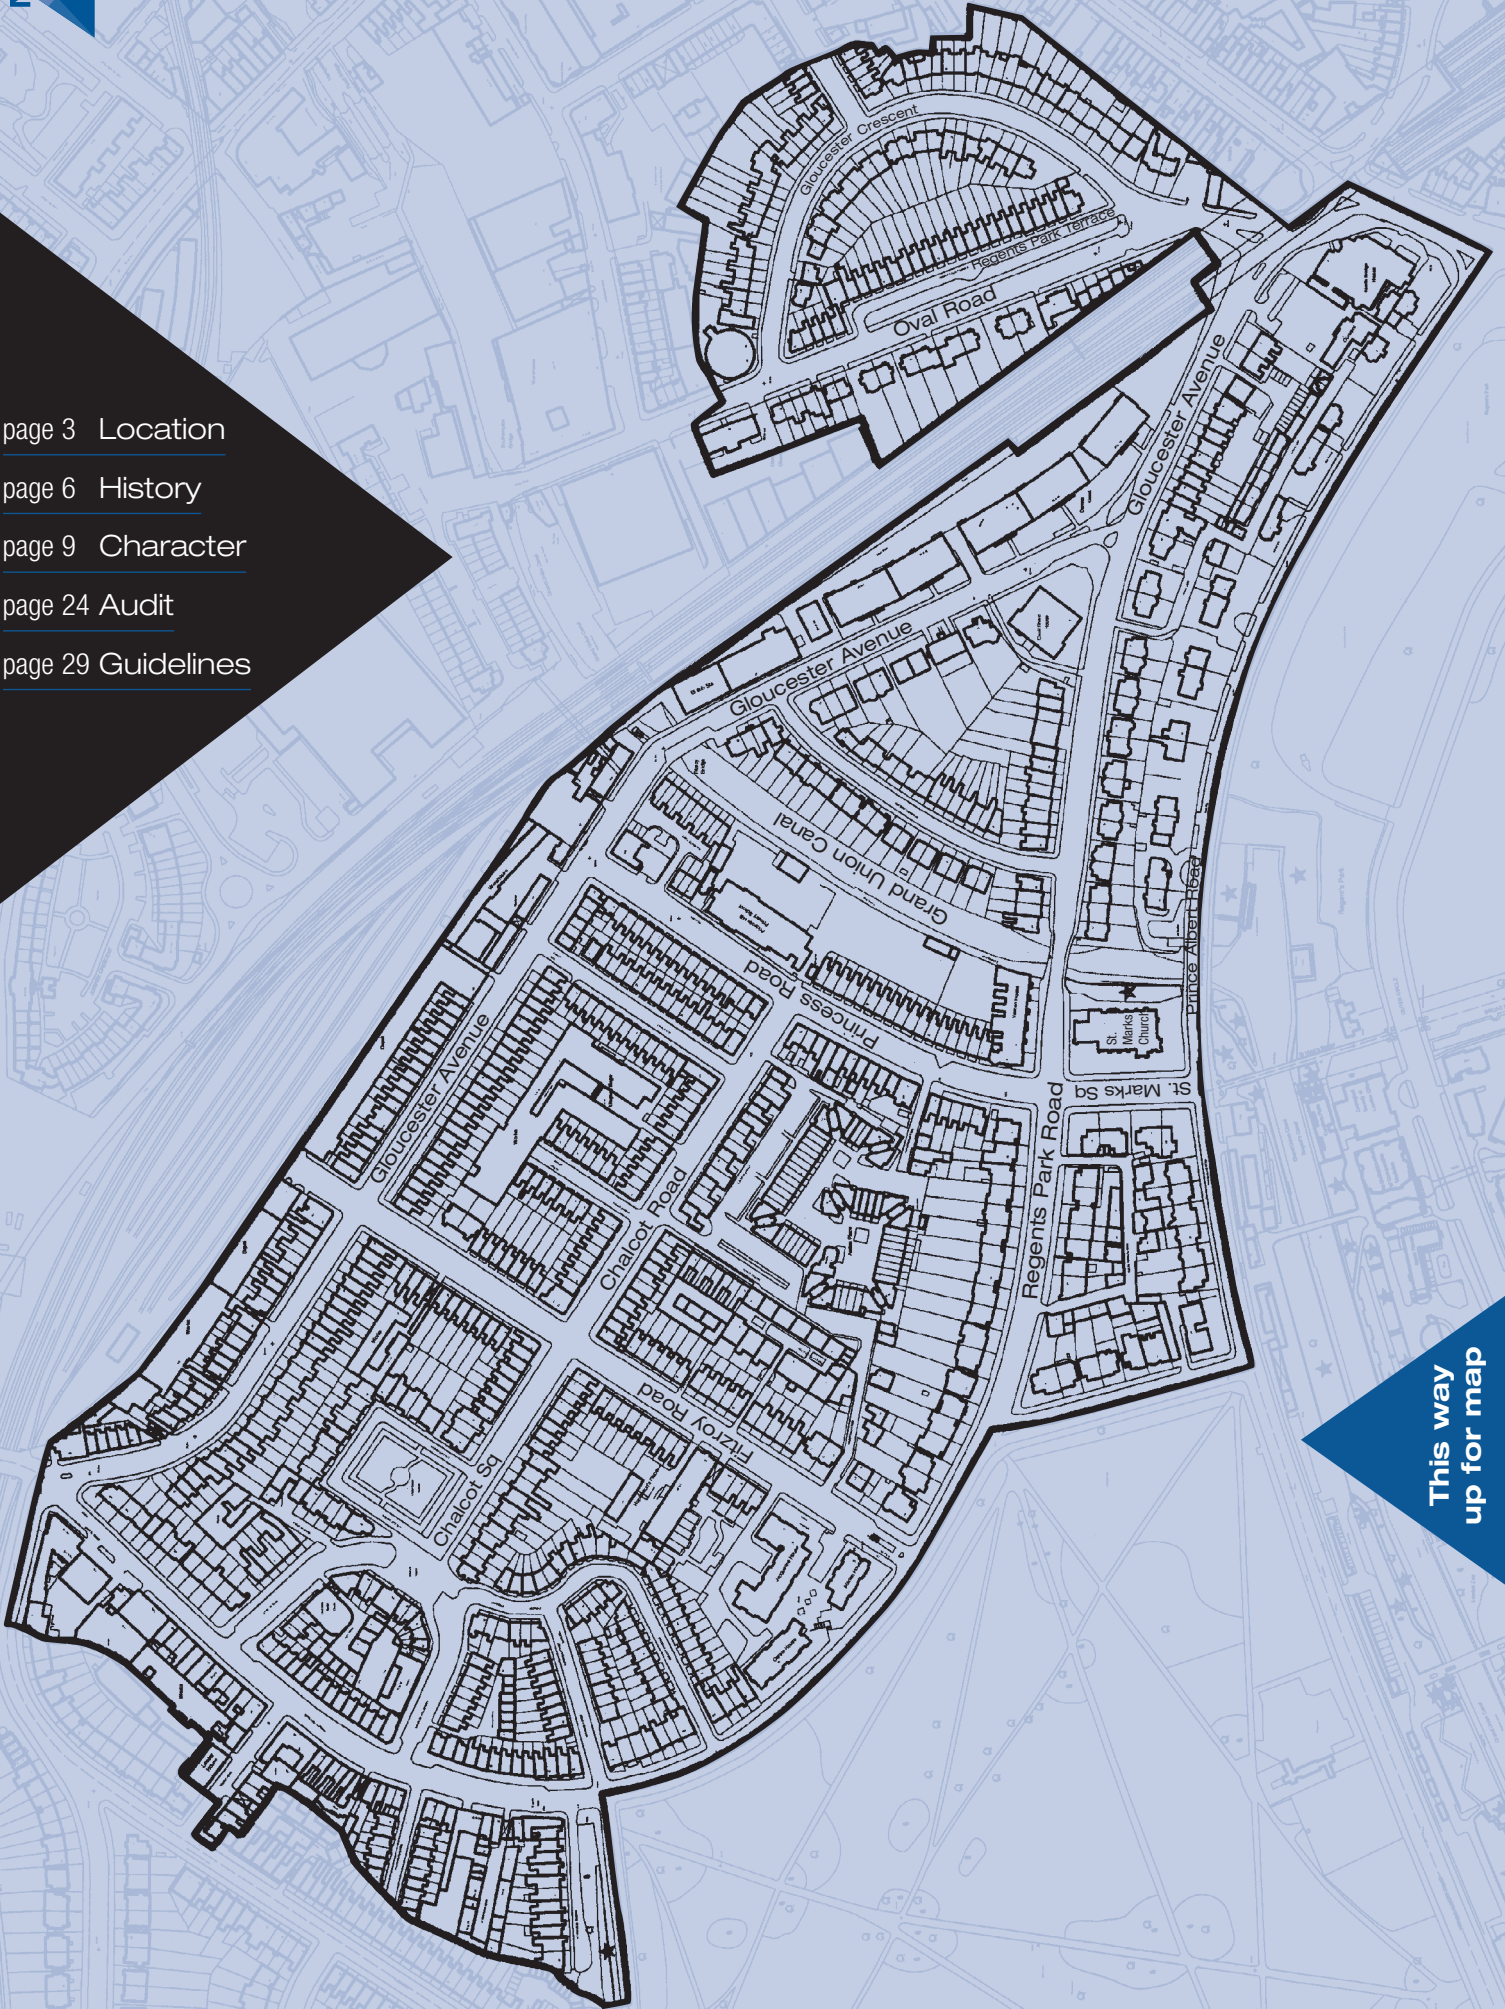 2
page 3 Location
page 6 History
page 9 Character
page 24 Audit
page 29 Guidelines
Gloucester Crescent
Regents Park Terrace
Oval Road
Gloucester Avenue
Gloucester Avenue
Grand Union Canal
Princess Road
Prince Albert Road
St.
Marks
Church
St. Marks Sq
Gloucester Avenue
Chalcot Road
Regents Park Road
Fitzroy Road
Chalcot Sq
This way
up for map